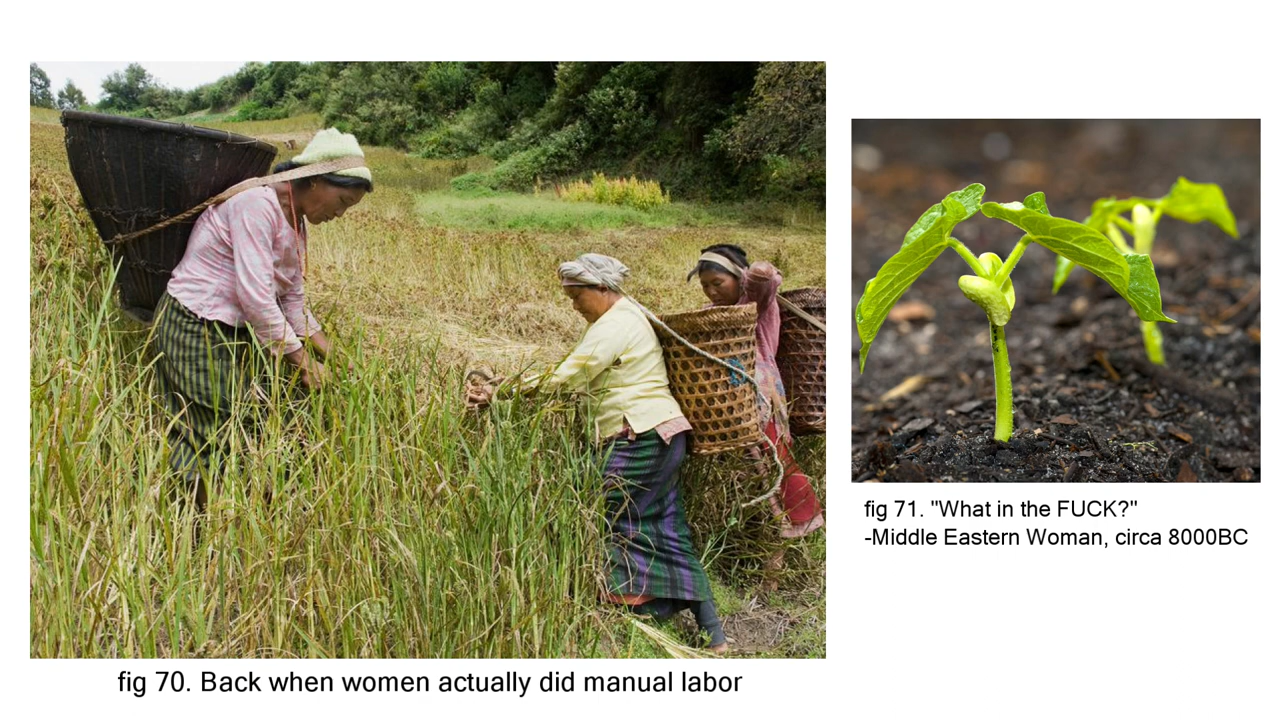 fig 70. Back when women actually did manual labor
fig 71. "What in the FUCK?"
-Middle Eastern Woman, circa 8000BC